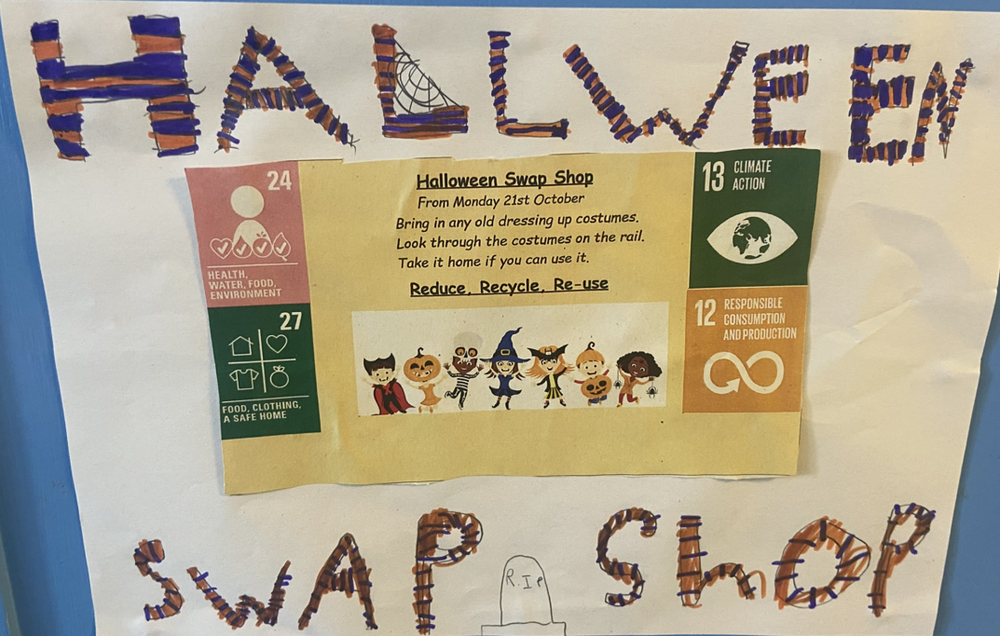 HALLWEEN
24
HEALTH,
WATER, FOOD,
ENVIRONMENT
27
FOOD, CLOTHING,
A SAFE HOME
Halloween Swap Shop
From Monday 21st October
Bring in any old dressing up costumes.
Look through the costumes on the rail.
Take it home if you can use it.
Reduce, Recycle, Re-use
13 CLIMATE
ACTION
12 RESPONSIBLE
CONSUMPTION
AND PRODUCTION
SWAP ShOP
R.IP